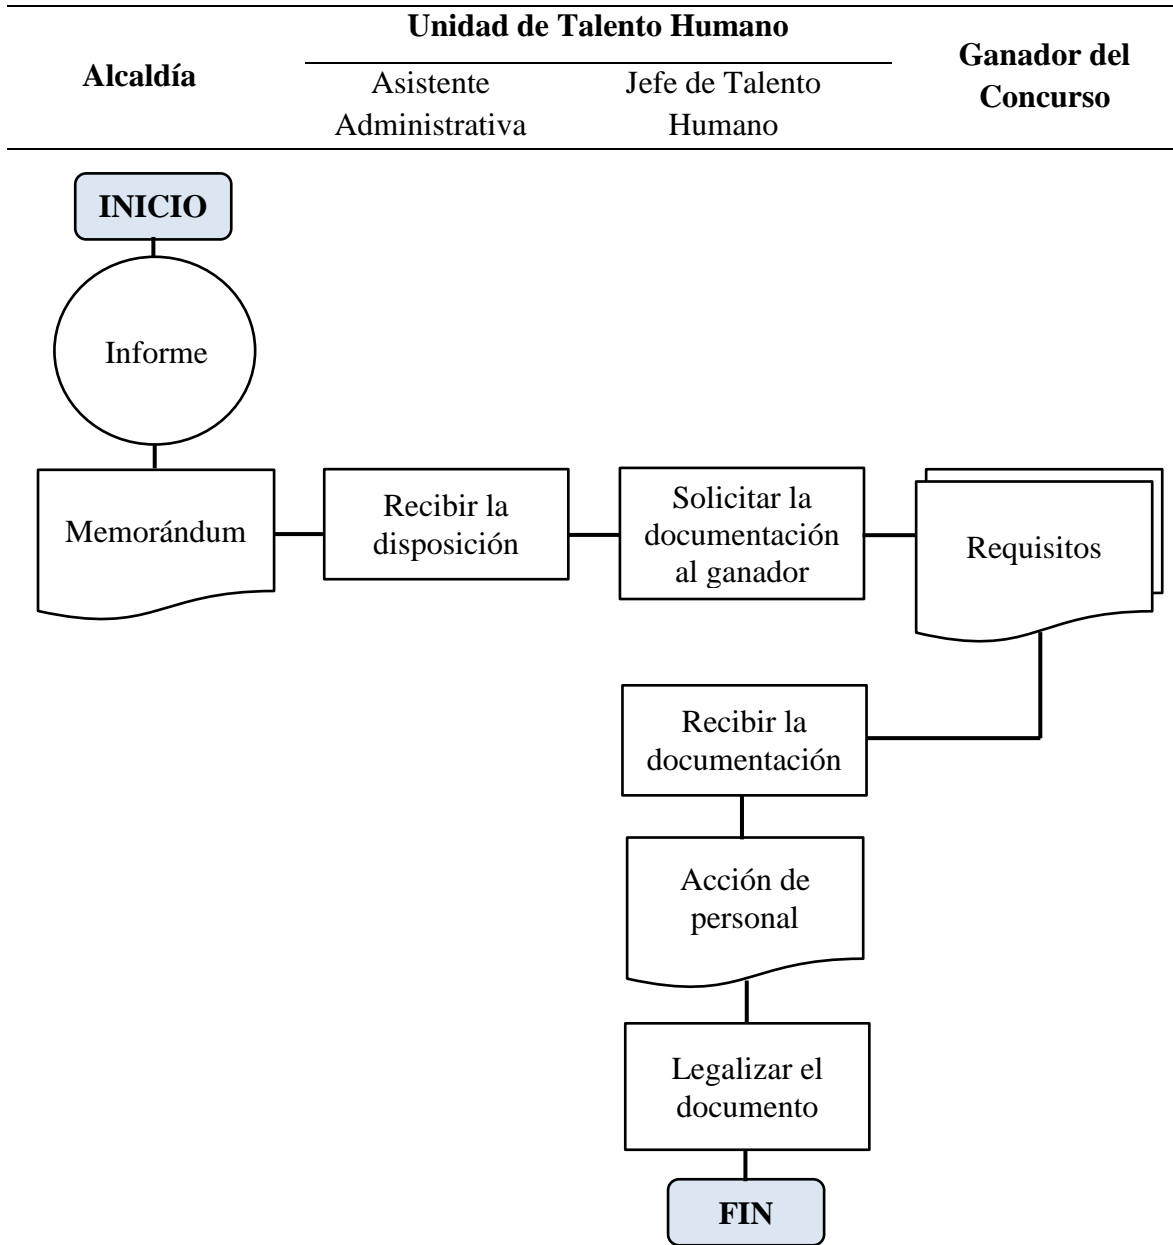 Unidad de Talento Humano
Alcaldía
Asistente
Administrativa
Jefe de Talento
Humano
Ganador del
Concurso
INICIO
Informe
Memorándum
Recibir la
disposición
Solicitar la
documentación
al ganador
Requisitos
Recibir la
documentación
Acción de
personal
Legalizar el
documento
FIN